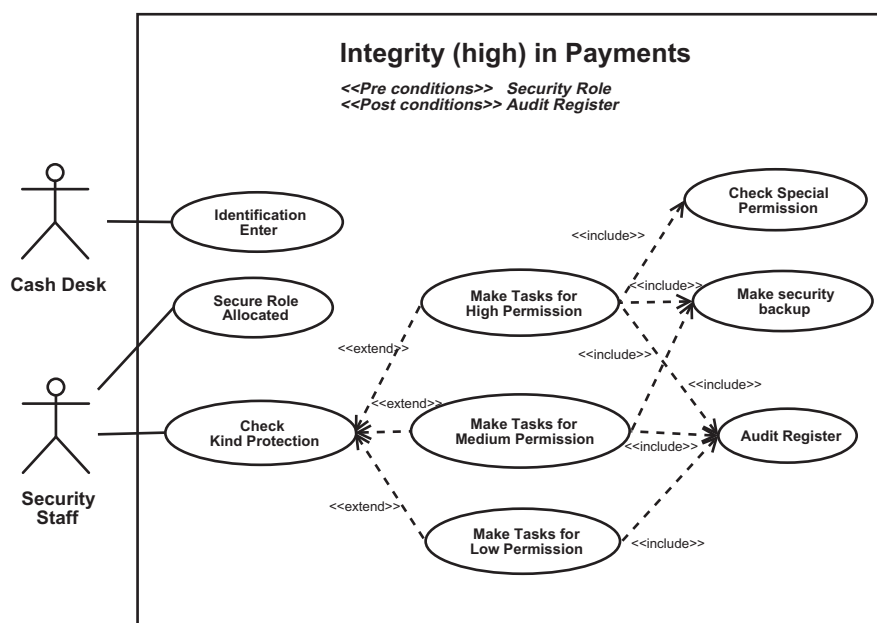 Integrity (high) in Payments
<<Pre conditions>> Security Role
<<Post conditions>> Audit Register
Cash Desk
Identification
Enter
Secure Role
Allocated
Security
Staff
Check
Kind Protection
<<extend>>
<<extend>>
<<extend>>
Make Tasks for
High Permission
Make Tasks for
Medium Permission
Make Tasks for
Low Permission
<<include>>
<<include>>
<<include>>
<<include>>
<<include>>
<<include>>
Check Special
Permission
Make security
backup
Audit Register